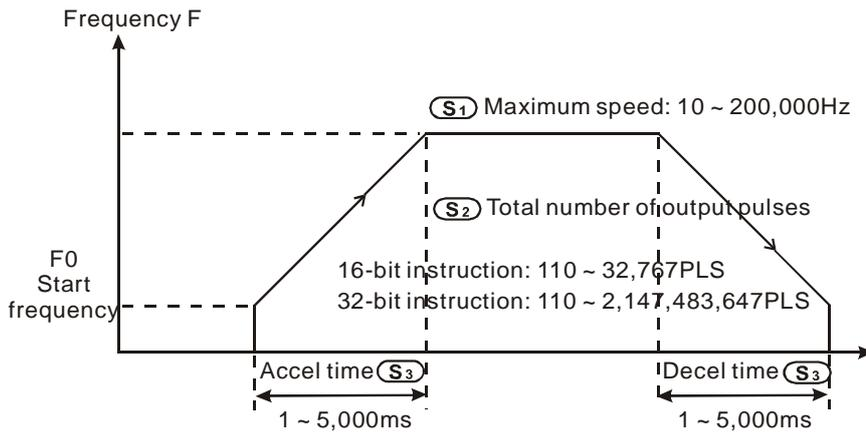 Frequency F
S1 Maximum speed: 10 ~ 200,000Hz
S2 Total number of output pulses
F0
Start
frequency
16-bit instruction: 110 ~ 32,767PLS
32-bit instruction: 110 ~ 2,147,483,647PLS
Accel time S3
Decel time S3
1 ~ 5,000ms
1 ~ 5,000ms